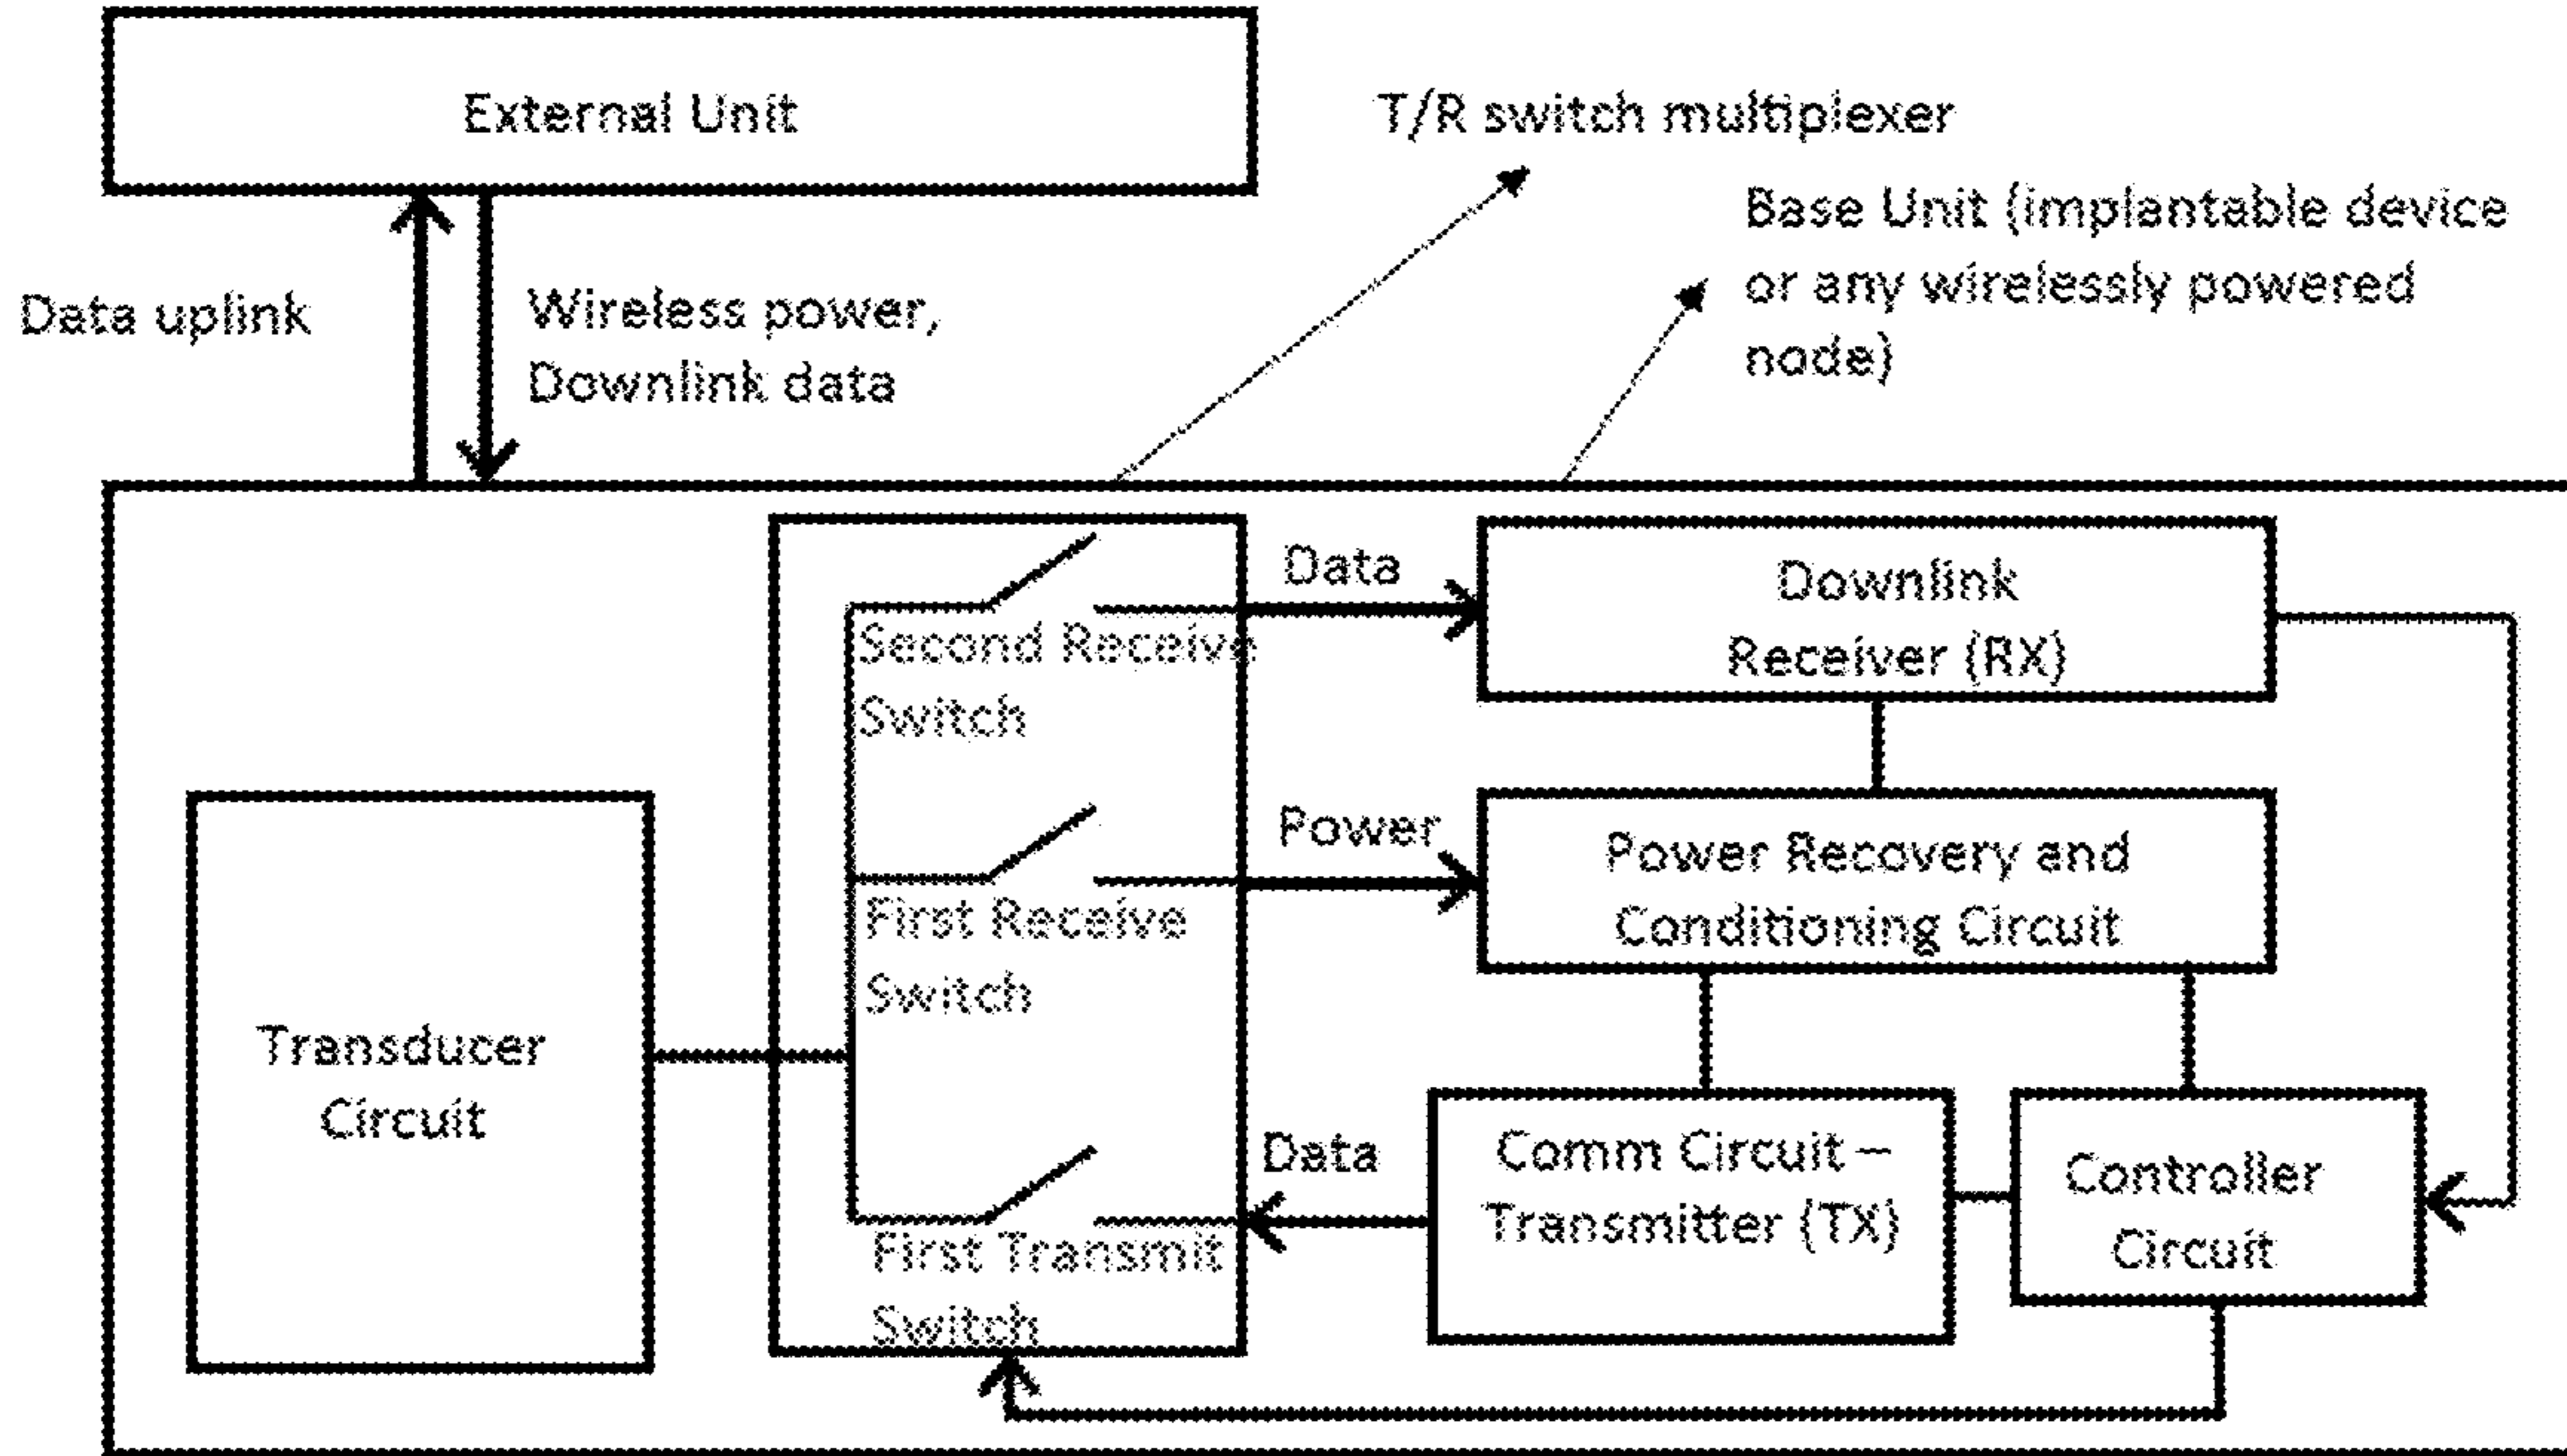 External Unit
T/R switch multiplexer
Base Unit (implantable device
or any wirelessly powered
node)
Data uplink
Wireless power,
Downlink data
Data
Downlink
Receiver (RX)
Second Receive
Switch
Power
Power Recovery and
Conditioning Circuit
First Receive
Switch
Transducer
Circuit
Data
Comm Circuit –
Transmitter (TX)
Controller
Circuit
First Transmit
Switch